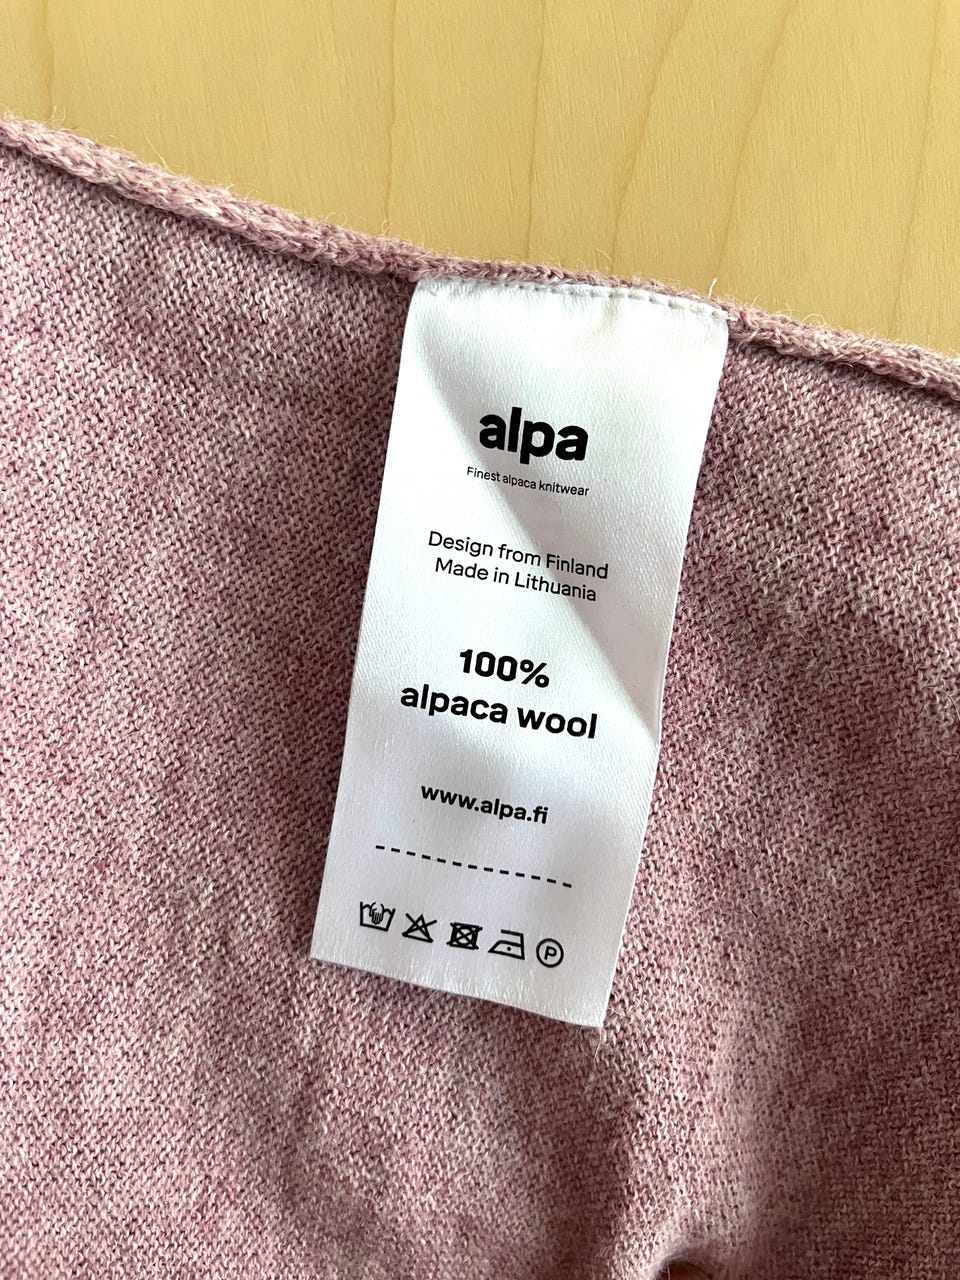 alpa
Finest alpaca knitwear
Design from Finland
Made in Lithuania
100%
alpaca wool
www.alpa.fi
P